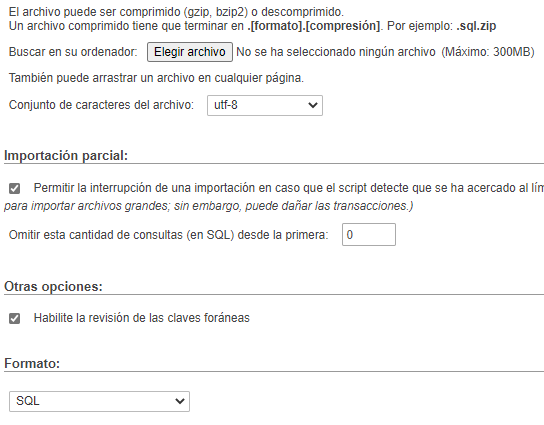 El archivo puede ser comprimido (gzip, bzip2) o descomprimido.
Un archivo comprimido tiene que terminar en .[formato].[compresión]. Por ejemplo: .sql.zip
Buscar en su ordenador: Elegir archivo No se ha seleccionado ningún archivo (Máximo: 300MB)
También puede arrastrar un archivo en cualquier página.
Conjunto de caracteres del archivo: utf-8
Importación parcial:
Permitir la interrupción de una importación en caso que el script detecte que se ha acercado al
para importar archivos grandes; sin embargo, puede dañar las transacciones.)
Omitir esta cantidad de consultas (en SQL) desde la primera: 0
Otras opciones:
Habilite la revisión de las claves foráneas
Formato:
SQL